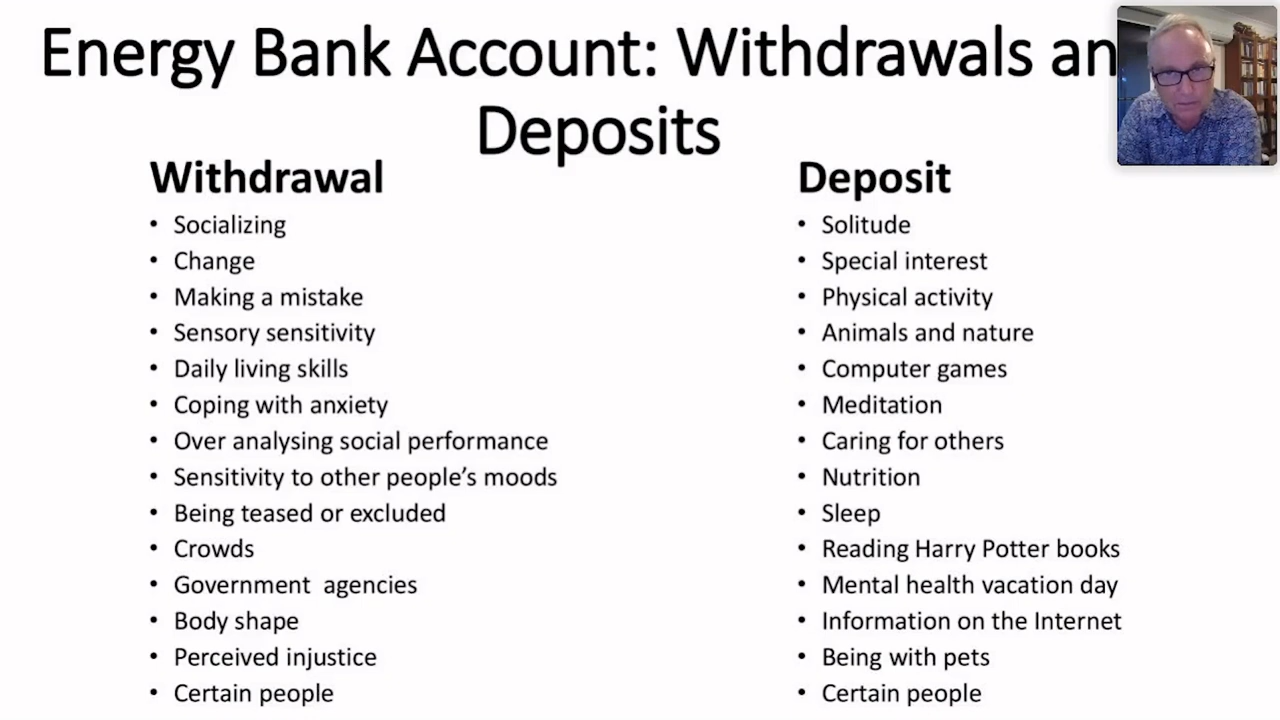 Energy Bank Account: Withdrawals an
Deposits
Withdrawal
• Socializing
• Change
• Making a mistake
• Sensory sensitivity
• Daily living skills
• Coping with anxiety
• Over analysing social performance
• Sensitivity to other people’s moods
• Being teased or excluded
• Crowds
• Government  agencies
• Body shape
• Perceived injustice
• Certain people
Deposit
• Solitude
• Special interest
• Physical activity
• Animals and nature
• Computer games
• Meditation
• Caring for others
• Nutrition
• Sleep
• Reading Harry Potter books
• Mental health vacation day
• Information on the Internet
• Being with pets
• Certain people